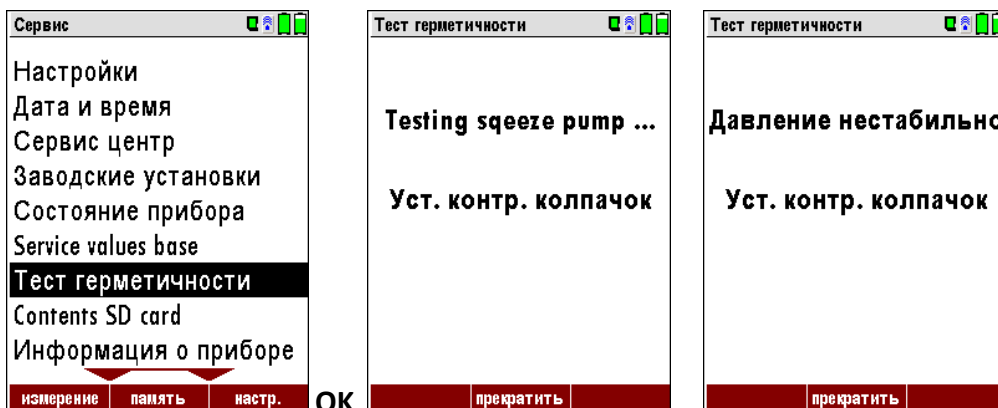 Сервис
Настройки
Дата и время
Сервис центр
Заводские установки
Состояние прибора
Service values base
Тест герметичности
Contents SD card
Информация о приборе
измерение память настр.
OK
Тест герметичности
Testing sqeeze pump ...
Уст. контр. колпачок
прекратить
Тест герметичности
Давление нестабильно
Уст. контр. колпачок
прекратить